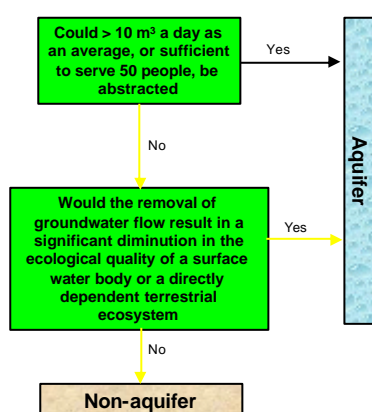 Could > 10 m³ a day as
an average, or sufficient
to serve 50 people, be
abstracted
Yes
No
Aquifer
Would the removal of
groundwater flow result in a
significant diminution in the
ecological quality of a surface
water body or a directly
dependent terrestrial
ecosystem
Yes
No
Non-aquifer